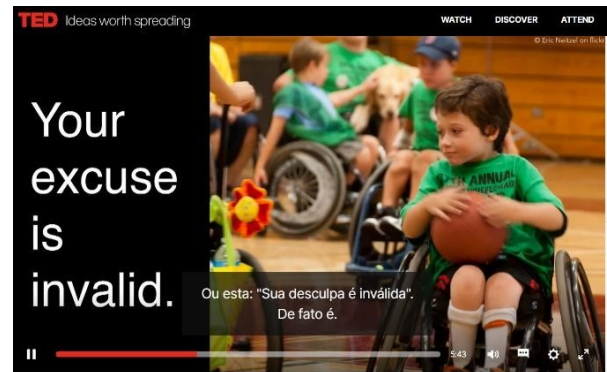 TED Ideas worth spreading WATCH DISCOVER ATTEND
© Eric Neitzel on flickr
Your
excuse
is
invalid.
ANNUAL
WHEELCHAIR
Ou esta: "Sua desculpa é inválida".
De fato é.
5:43